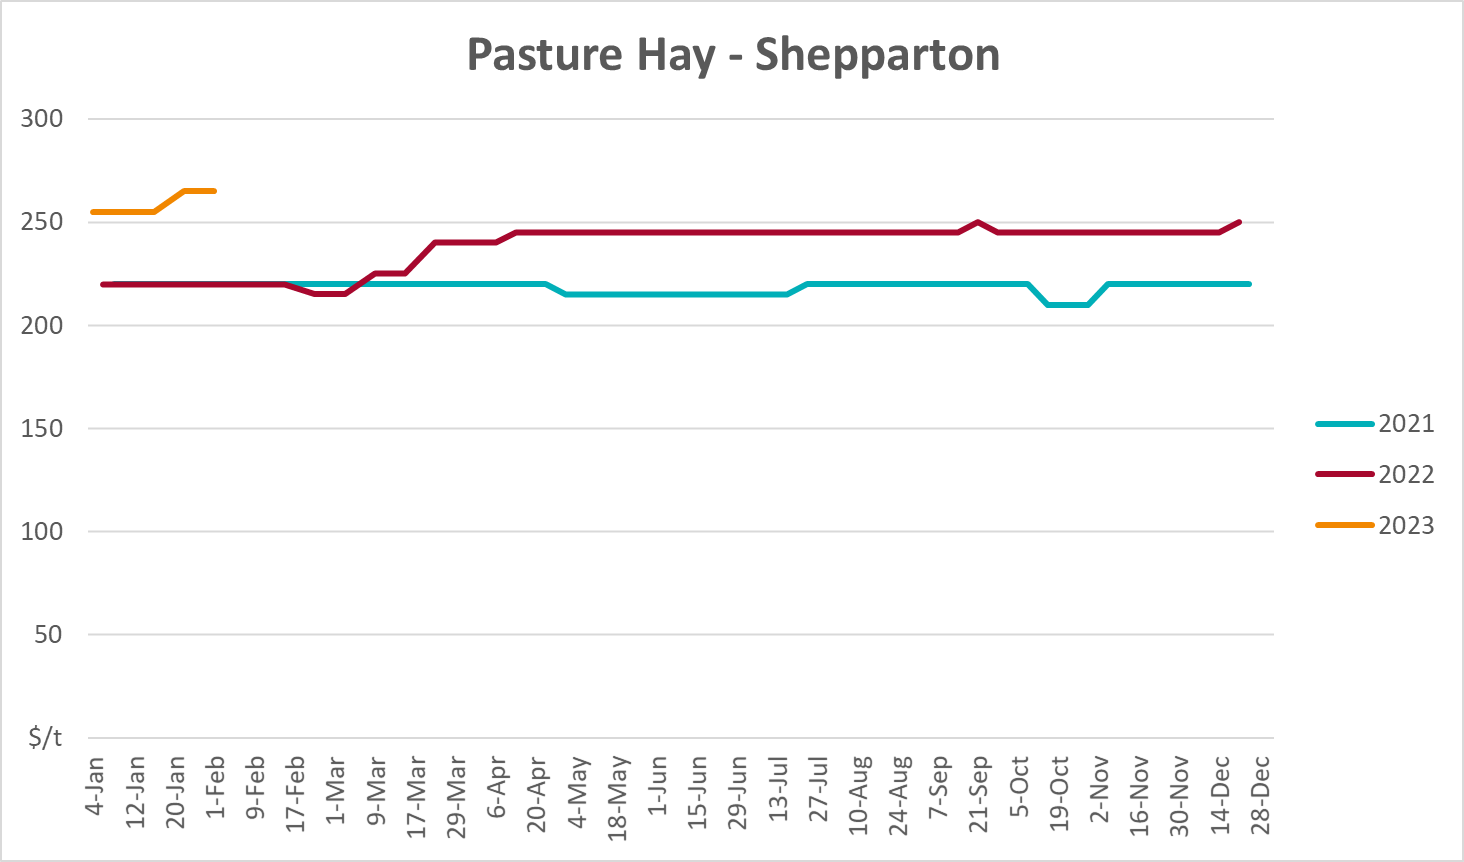 Pasture Hay - Shepparton
300
250
200
150
100
50
$/t
4-Jan
12-Jan
20-Jan
1-Feb
9-Feb
17-Feb
1-Mar
9-Mar
17-Mar
29-Mar
6-Apr
20-Apr
4-May
18-May
1-Jun
15-Jun
29-Jun
13-Jul
27-Jul
10-Aug
24-Aug
7-Sep
21-Sep
5-Oct
19-Oct
2-Nov
16-Nov
30-Nov
14-Dec
28-Dec
2021
2022
2023